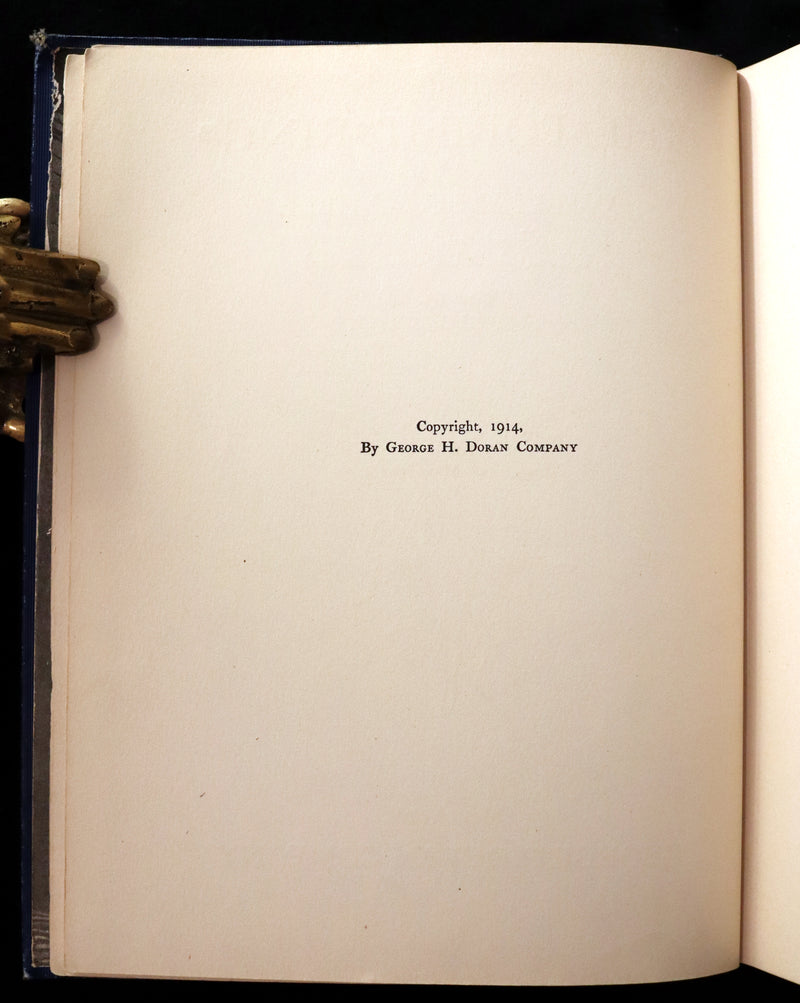 Copyright, 1914,
By George H. Doran Company